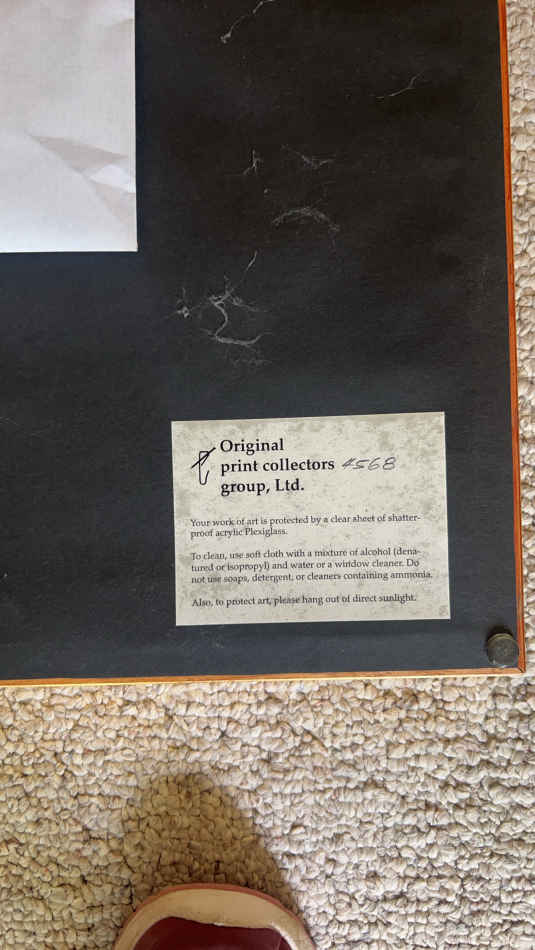 Original
print collectors 4568
group, Ltd.
Your work of art is protected by a clear sheet of shatter-
proof acrylic Plexiglass.
To clean, use soft cloth with a mixture of alcohol (dena-
tured or isopropyl) and water or a window cleaner. Do
not use soaps, detergent, or cleaners containing ammonia.
Also, to protect art, please hang out of direct sunlight.